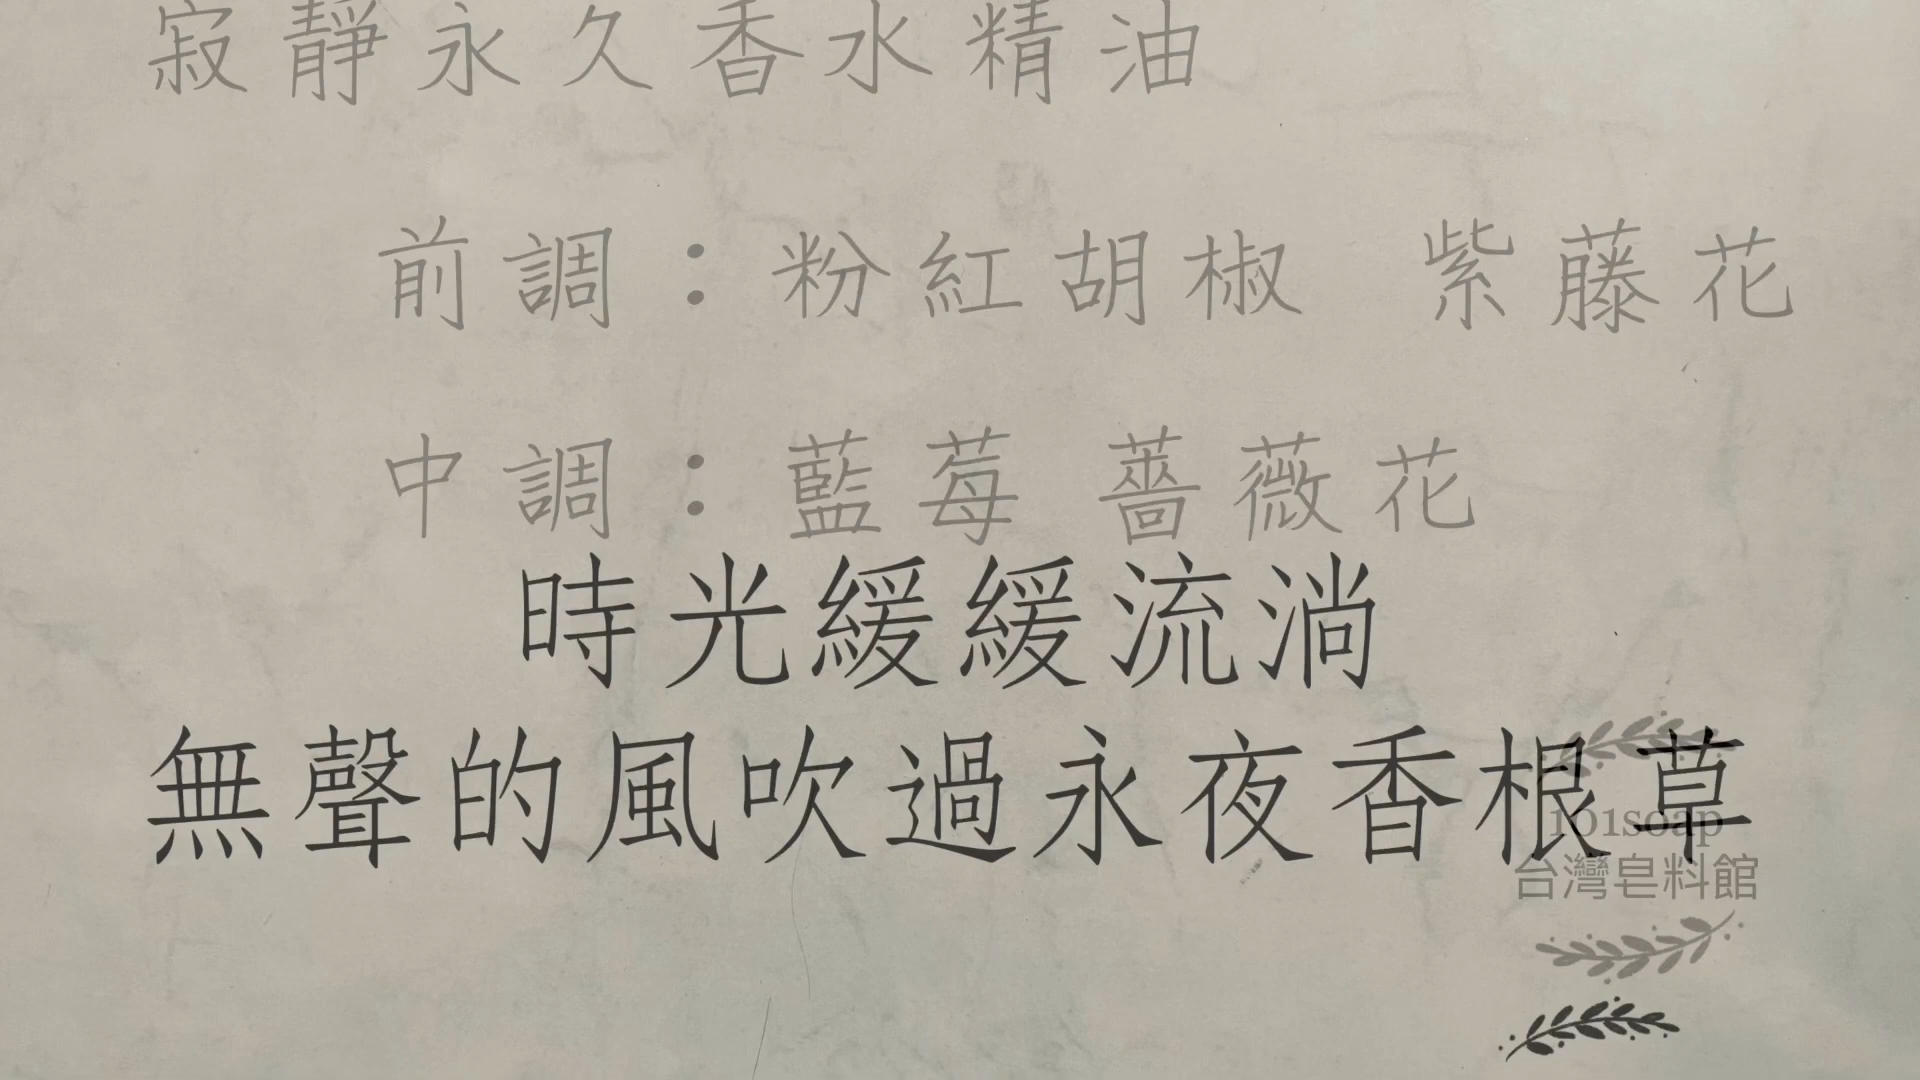 寂靜永久香水精油
前調：粉紅胡椒 紫藤花
中調：藍莓 薔薇花
時光緩緩流淌
無聲的風吹過永夜香根草
101soap
台灣皂料館